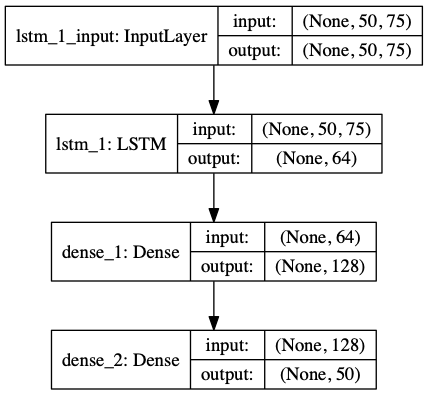 lstm_1_input: InputLayer
input: (None, 50, 75)
output: (None, 50, 75)
lstm_1: LSTM
input: (None, 50, 75)
output: (None, 64)
dense_1: Dense
input: (None, 64)
output: (None, 128)
dense_2: Dense
input: (None, 128)
output: (None, 50)